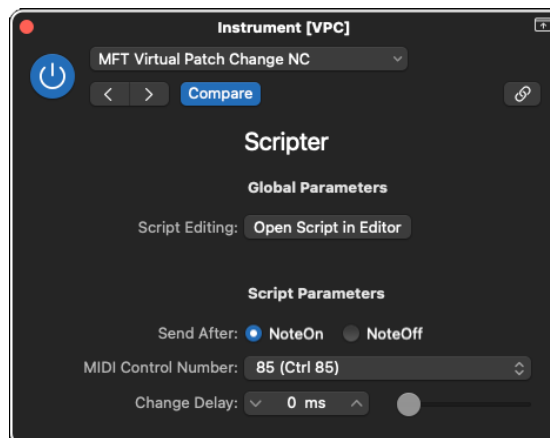 Instrument [VPC]
MFT Virtual Patch Change NC
Compare
Scripter
Global Parameters
Script Editing: Open Script in Editor
Script Parameters
Send After: NoteOn NoteOff
MIDI Control Number: 85 (Ctrl 85)
Change Delay: 0 ms